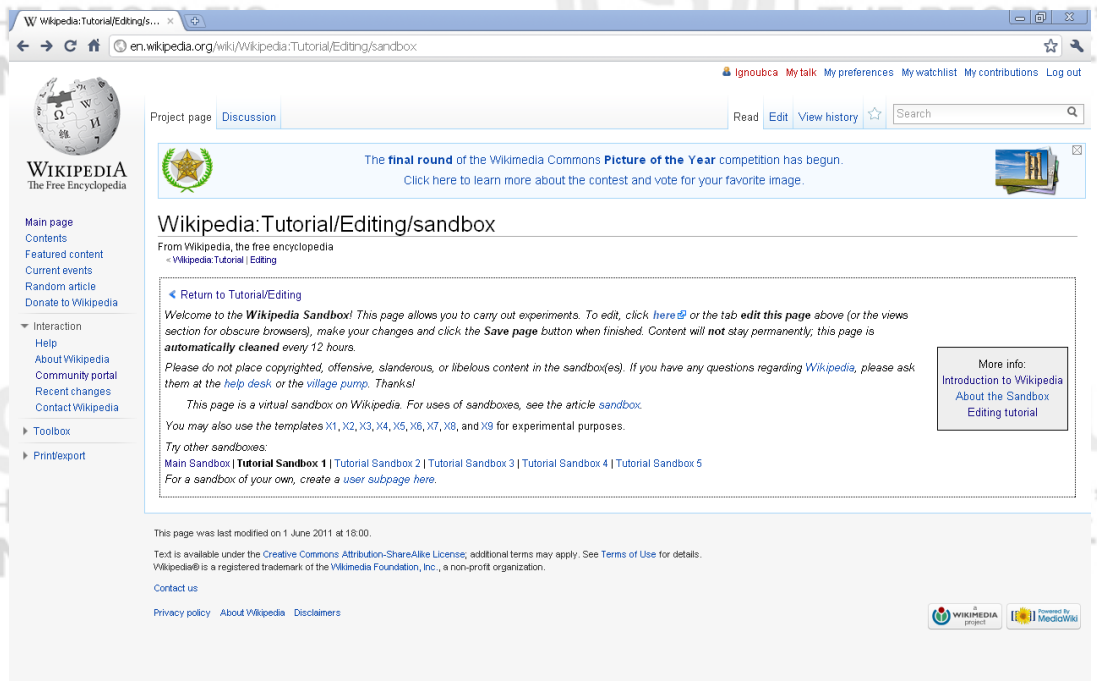 THE PEOPLE'S
THE PEOPLE'S
Wikipedia:Tutorial/Editing/s...
en.wikipedia.org/wiki/Wikipedia:Tutorial/Editing/sandbox
Ignoubca My talk My preferences My watchlist My contributions Log out
Project page Discussion Read Edit View history Search
WIKIPEDIA
The Free Encyclopedia
The final round of the Wikimedia Commons Picture of the Year competition has begun.
Click here to learn more about the contest and vote for your favorite image.
Main page
Contents
Featured content
Current events
Random article
Donate to Wikipedia
Interaction
Help
About Wikipedia
Community portal
Recent changes
Contact Wikipedia
Toolbox
Print/export
Wikipedia:Tutorial/Editing/sandbox
From Wikipedia, the free encyclopedia
< Wikipedia:Tutorial | Editing
Return to Tutorial/Editing
Welcome to the Wikipedia Sandbox! This page allows you to carry out experiments. To edit, click here or the tab edit this page above (or the views
section for obscure browsers), make your changes and click the Save page button when finished. Content will not stay permanently; this page is
automatically cleaned every 12 hours.
Please do not place copyrighted, offensive, slanderous, or libelous content in the sandbox(es). If you have any questions regarding Wikipedia, please ask
them at the help desk or the village pump. Thanks!
This page is a virtual sandbox on Wikipedia. For uses of sandboxes, see the article sandbox.
You may also use the templates X1, X2, X3, X4, X5, X6, X7, X8, and X9 for experimental purposes.
Try other sandboxes:
Main Sandbox | Tutorial Sandbox 1 | Tutorial Sandbox 2 | Tutorial Sandbox 3 | Tutorial Sandbox 4 | Tutorial Sandbox 5
For a sandbox of your own, create a user subpage here.
More info:
Introduction to Wikipedia
About the Sandbox
Editing tutorial
This page was last modified on 1 June 2011 at 18:00.
Text is available under the Creative Commons Attribution-ShareAlike License; additional terms may apply. See Terms of Use for details.
Wikipedia® is a registered trademark of the Wikimedia Foundation, Inc., a non-profit organization.
Contact us
Privacy policy About Wikipedia Disclaimers
a
WIKIMEDIA
project
Powered By
MediaWiki